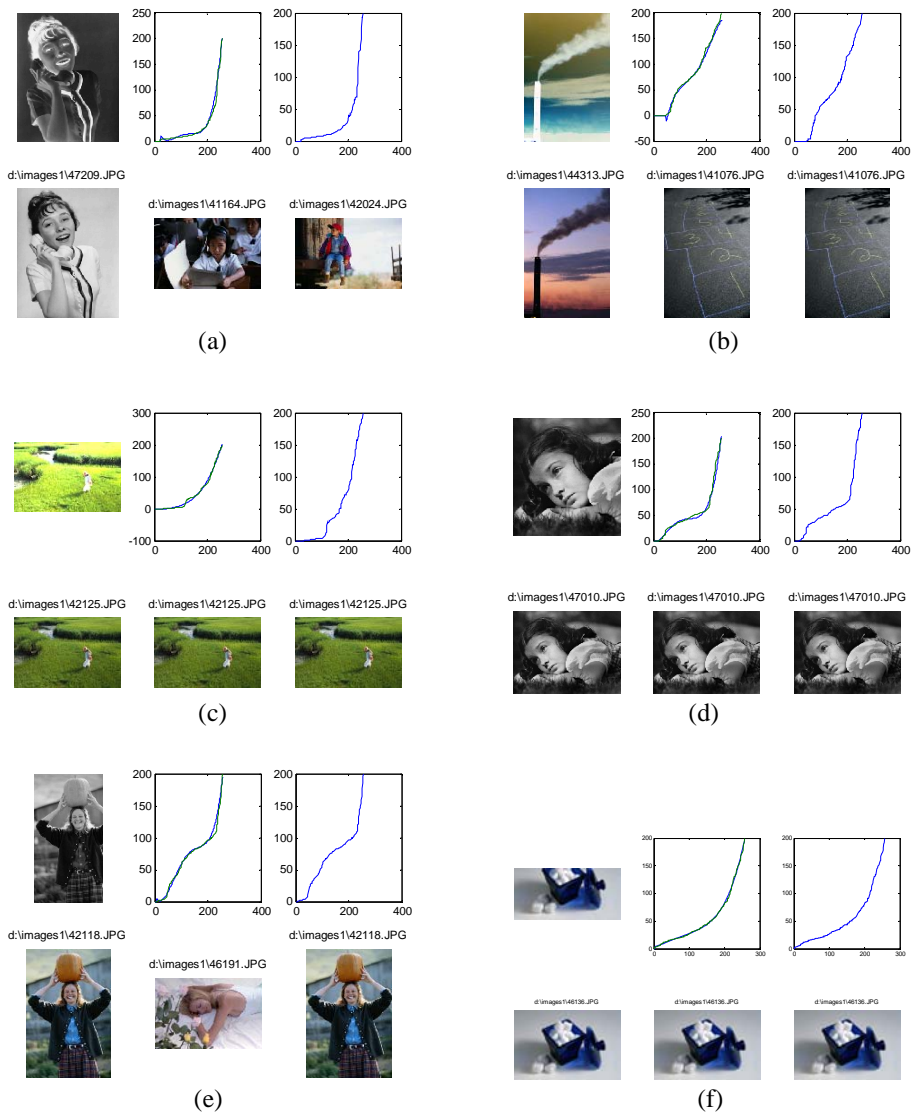 250
200
150
100
50
0
0 200 400
200
150
100
50
0
0 200 400
d:\images1\47209.JPG
d:\images1\41164.JPG d:\images1\42024.JPG
(a)
200
150
100
50
0
-50
0 200 400
200
150
100
50
0
0 200 400
d:\images1\44313.JPG d:\images1\41076.JPG d:\images1\41076.JPG
(b)
300
200
100
0
-100
0 200 400
200
150
100
50
0
0 200 400
d:\images1\42125.JPG d:\images1\42125.JPG d:\images1\42125.JPG
(c)
250
200
150
100
50
0
0 200 400
200
150
100
50
0
0 200 400
d:\images1\47010.JPG d:\images1\47010.JPG d:\images1\47010.JPG
(d)
200
150
100
50
0
0 200 400
200
150
100
50
0
0 200 400
d:\images1\42118.JPG d:\images1\42118.JPG
d:\images1\46191.JPG
(e)
200
150
100
50
0
0 100 200 300
200
150
100
50
0
0 100 200 300
d:\images1\46136.JPG d:\images1\46136.JPG d:\images1\46136.JPG
(f)